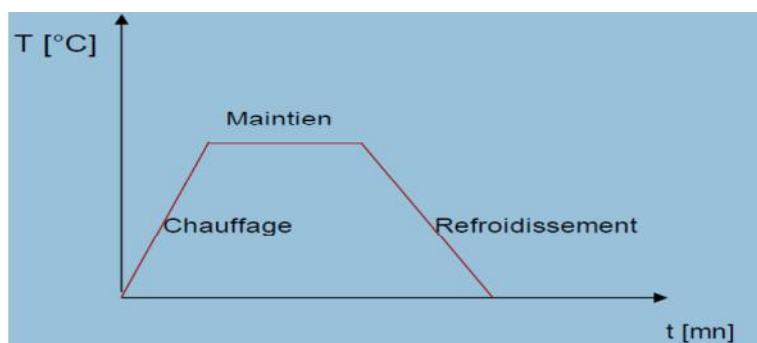 T [°C]
Maintien
Chauffage
Refroidissement
t [mn]